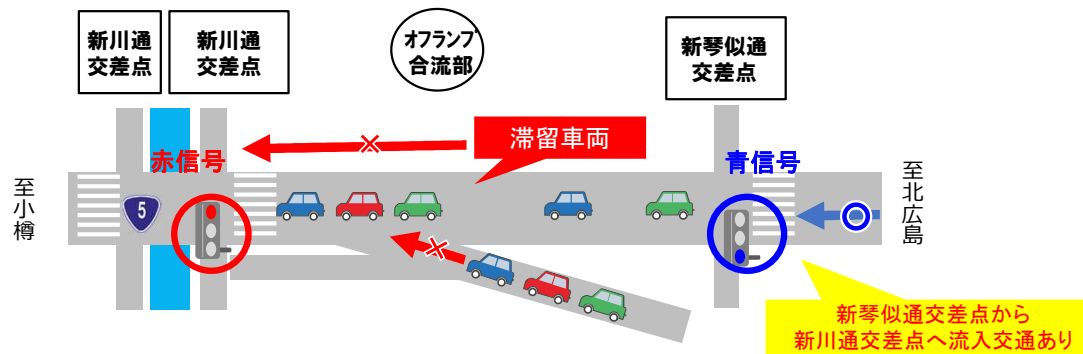 新川通
交差点
新川通
交差点
オフランプ
合流部
新琴似通
交差点
滞留車両
赤信号
青信号
至小樽
5
至北広島
新琴似通交差点から
新川通交差点へ流入交通あり